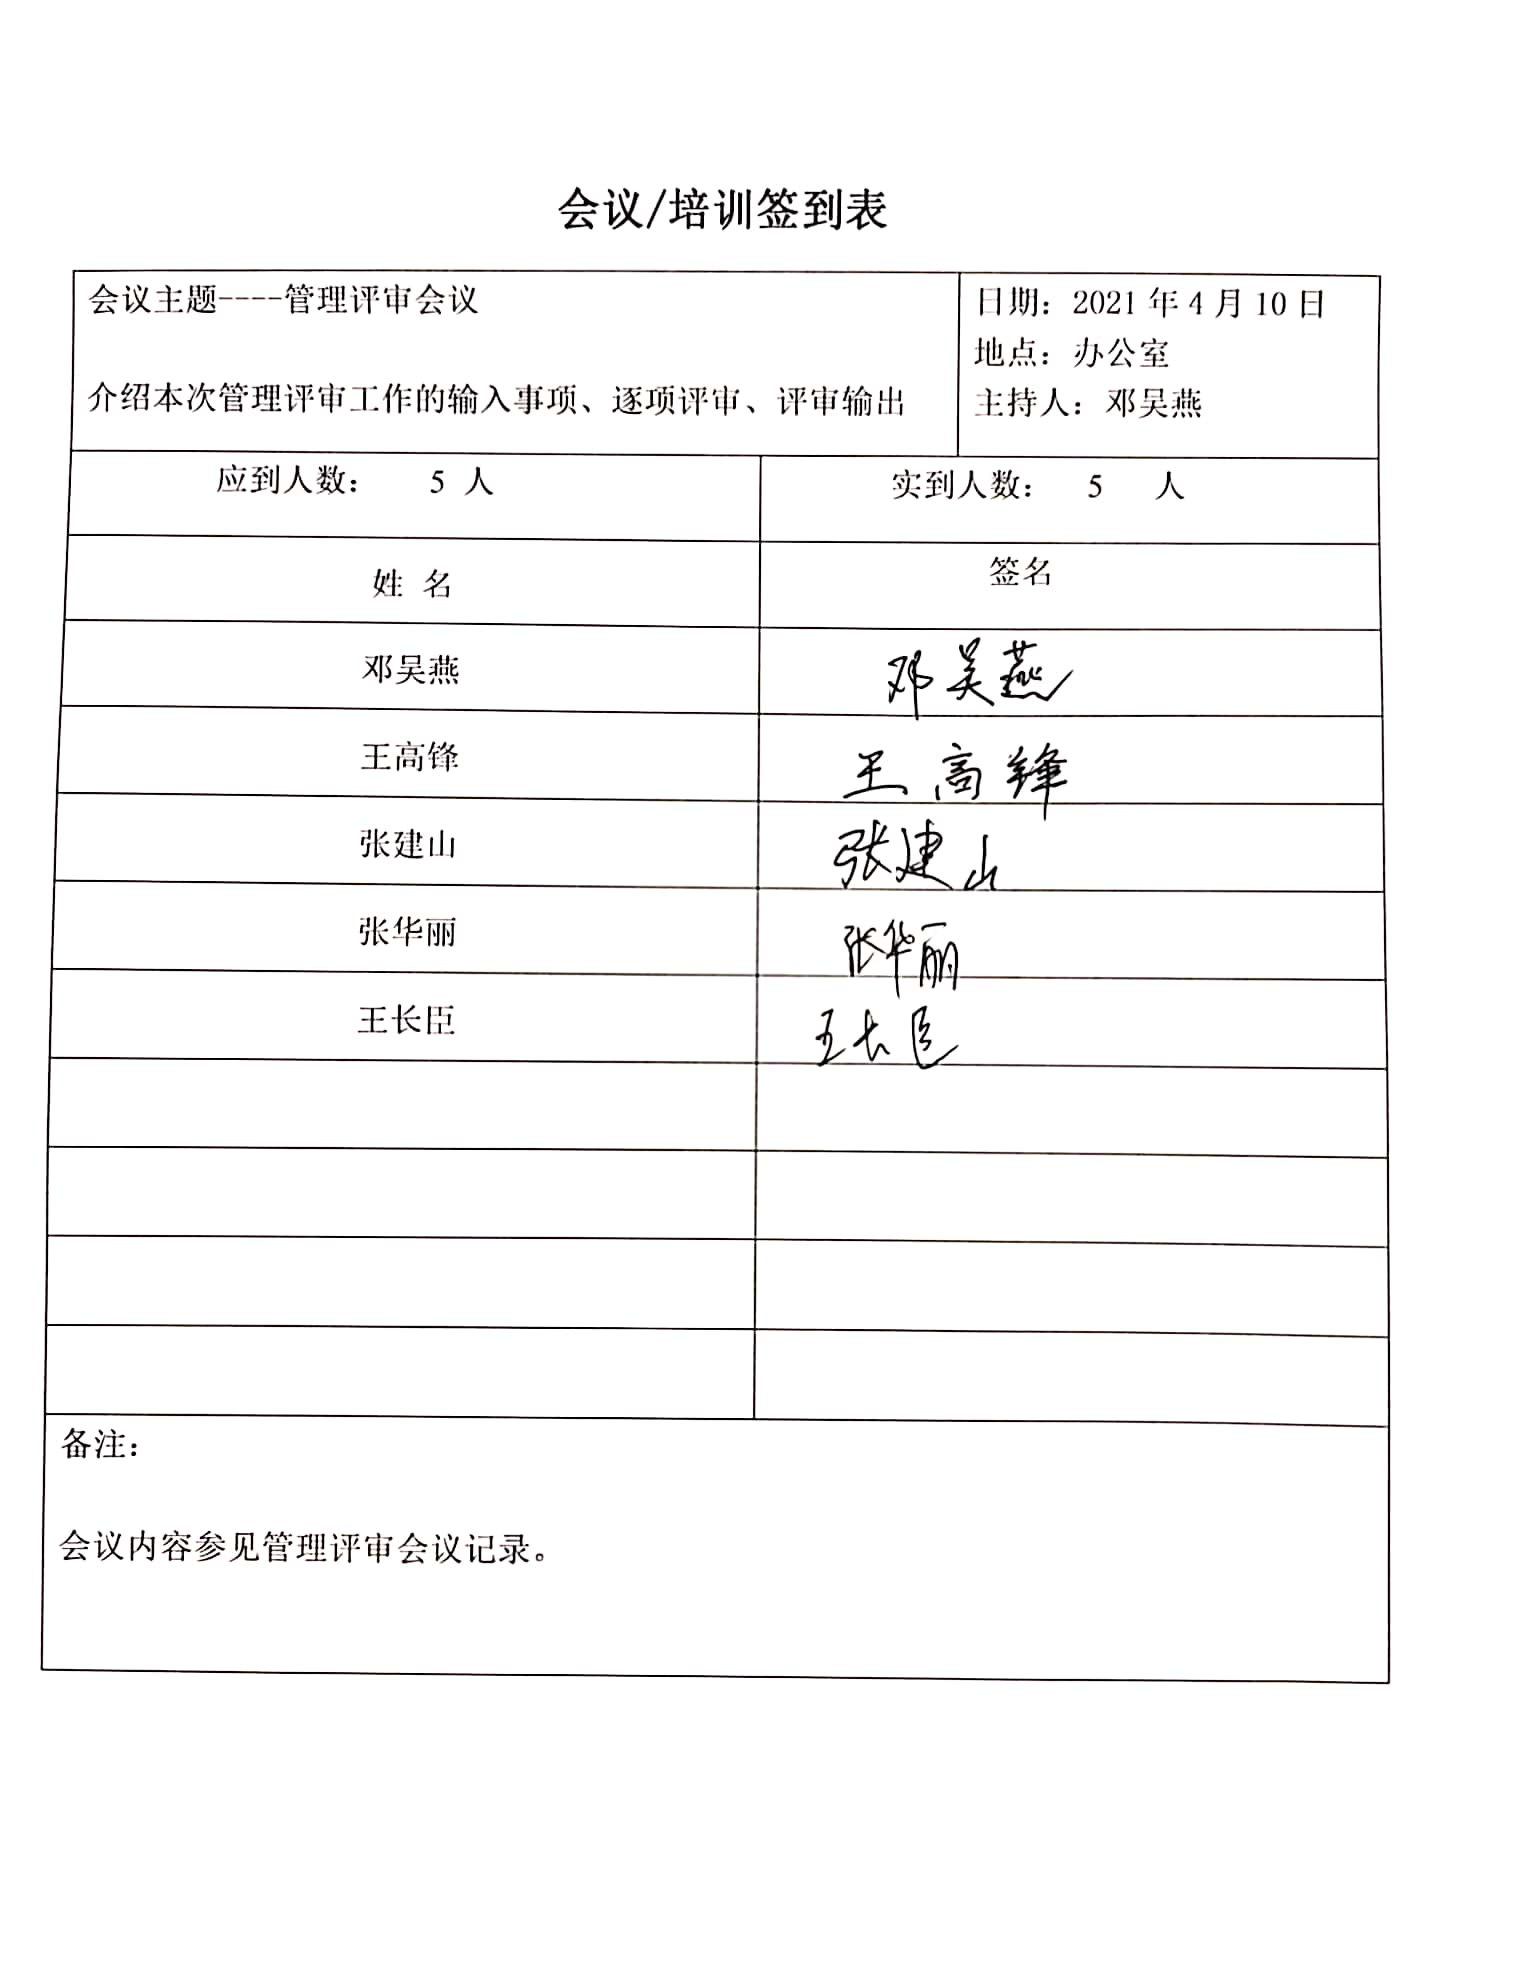 会议/培训签到表
会议主题----管理评审会议
介绍本次管理评审工作的输入事项、逐项评审、评审输出
日期：2021 年 4 月 10 日
地点：办公室
主持人：邓吴燕
应到人数： 5 人
实到人数： 5 人
姓 名
签名
邓吴燕
邓吴燕
王高锋
王高锋
张建山
张建山
张华丽
张华丽
王长臣
王长臣
备注：
会议内容参见管理评审会议记录。